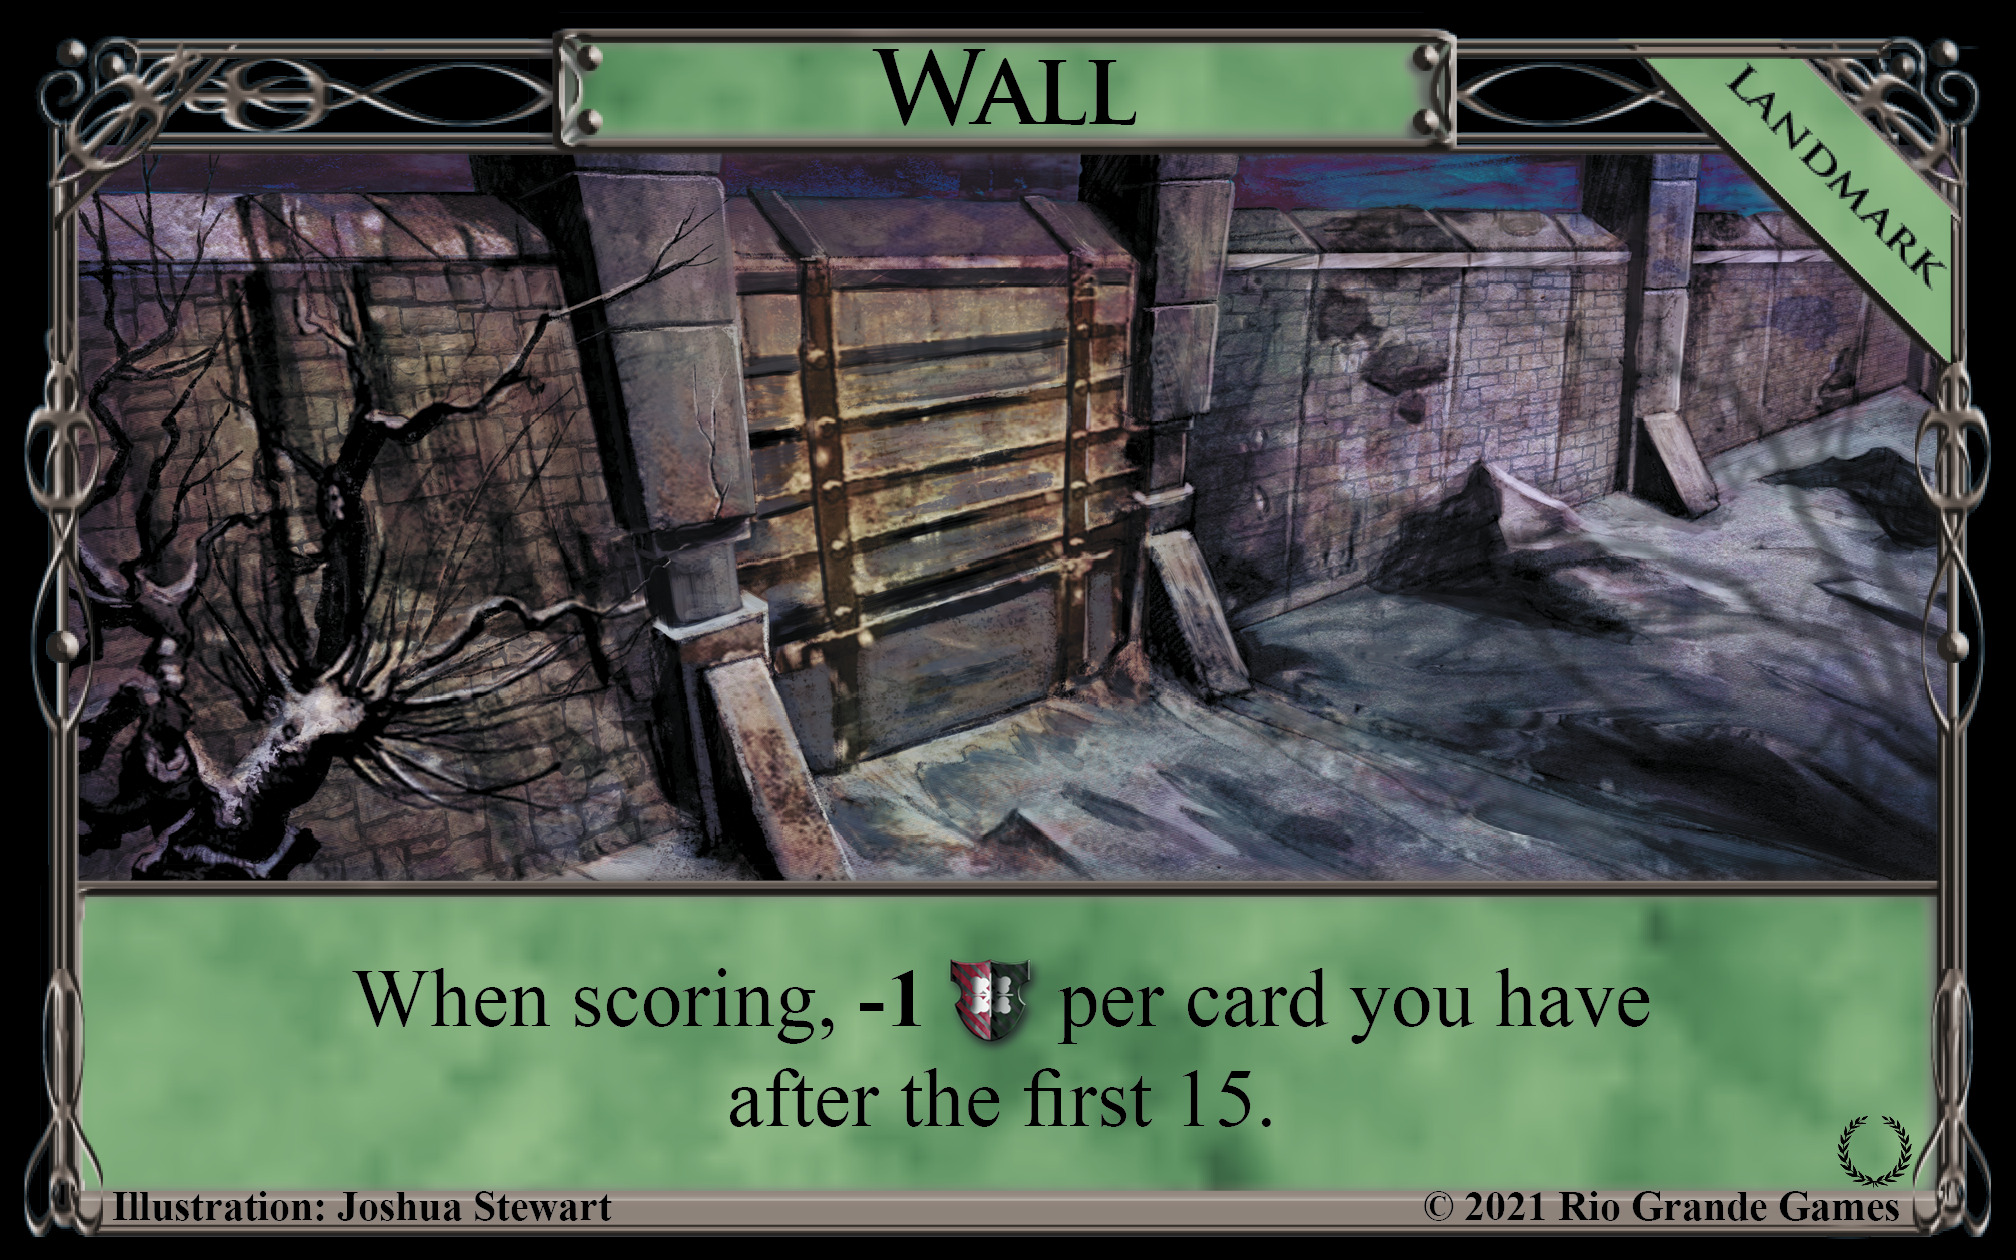 WALL
LANDMARK
When scoring, -1 per card you have
after the first 15.
Illustration: Joshua Stewart
© 2021 Rio Grande Games